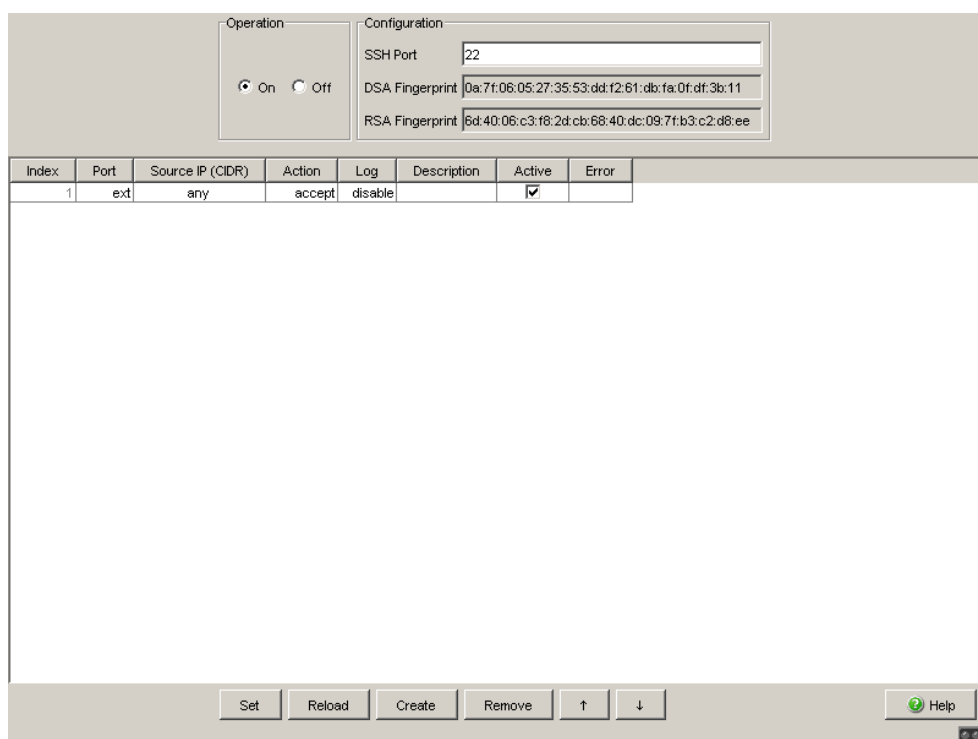 Operation
On Off
Configuration
SSH Port 22
DSA Fingerprint 0a:7f:06:05:27:35:53:dd:f2:61:db:fa:0f:df:3b:11
RSA Fingerprint 6d:40:06:c3:f8:2d:cb:68:40:dc:09:7f:b3:c2:d8:ee
Index Port Source IP (CIDR) Action Log Description Active Error
1 ext any accept disable
Set Reload Create Remove ↑ ↓ Help